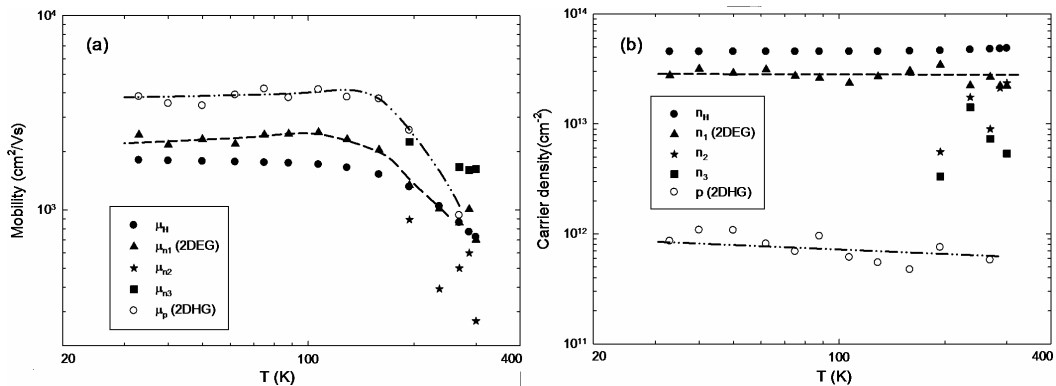 (a)
10⁴
10³
Mobility (cm²/Vs)
μH
μn1 (2DEG)
μn2
μn3
μp (2DHG)
20
100
400
T (K)
(b)
10¹⁴
10¹³
10¹²
10¹¹
Carrier density(cm⁻²)
nH
n1 (2DEG)
n2
n3
p (2DHG)
20
100
400
T (K)